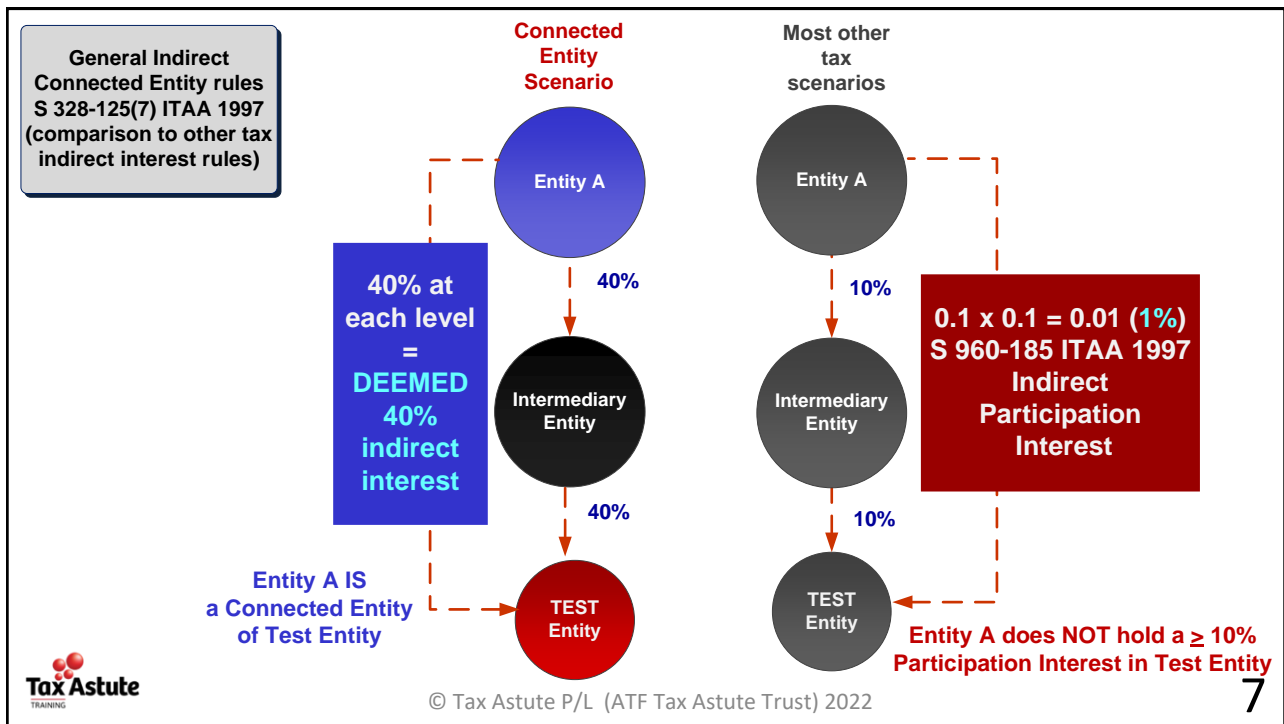 General Indirect
Connected Entity rules
S 328-125(7) ITAA 1997
(comparison to other tax
indirect interest rules)
Connected
Entity
Scenario
Entity A
40%
40% at
each level
=
DEEMED
40%
indirect
interest
Intermediary
Entity
40%
TEST
Entity
Entity A IS
a Connected Entity
of Test Entity
Most other
tax
scenarios
Entity A
10%
0.1 x 0.1 = 0.01 (1%)
S 960-185 ITAA 1997
Indirect
Participation
Interest
Intermediary
Entity
10%
TEST
Entity
Entity A does NOT hold a ≥ 10%
Participation Interest in Test Entity
Tax Astute
TRAINING
© Tax Astute P/L (ATF Tax Astute Trust) 2022
7